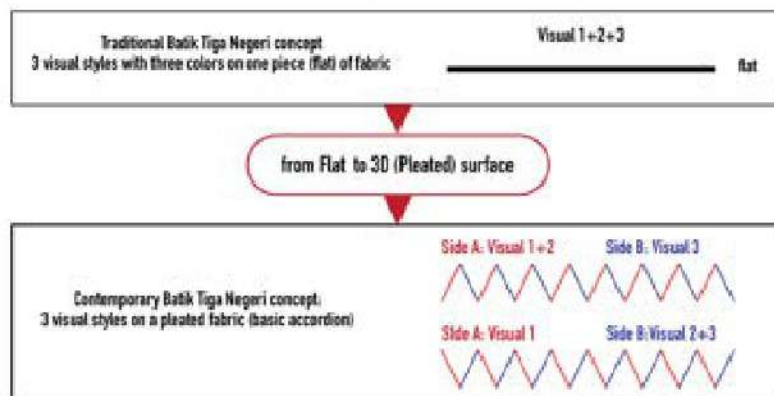 Traditional Batik Tiga Negeri concept
3 visual styles with three colors on one piece (flat) of fabric
Visual 1+2+3
flat
from Flat to 3D (Pleated) surface
Contemporary Batik Tiga Negeri concept:
3 visual styles on a pleated fabric (basic accordion)
Side A: Visual 1+2
Side B: Visual 3
Side A: Visual 1
Side B:Visual 2+3